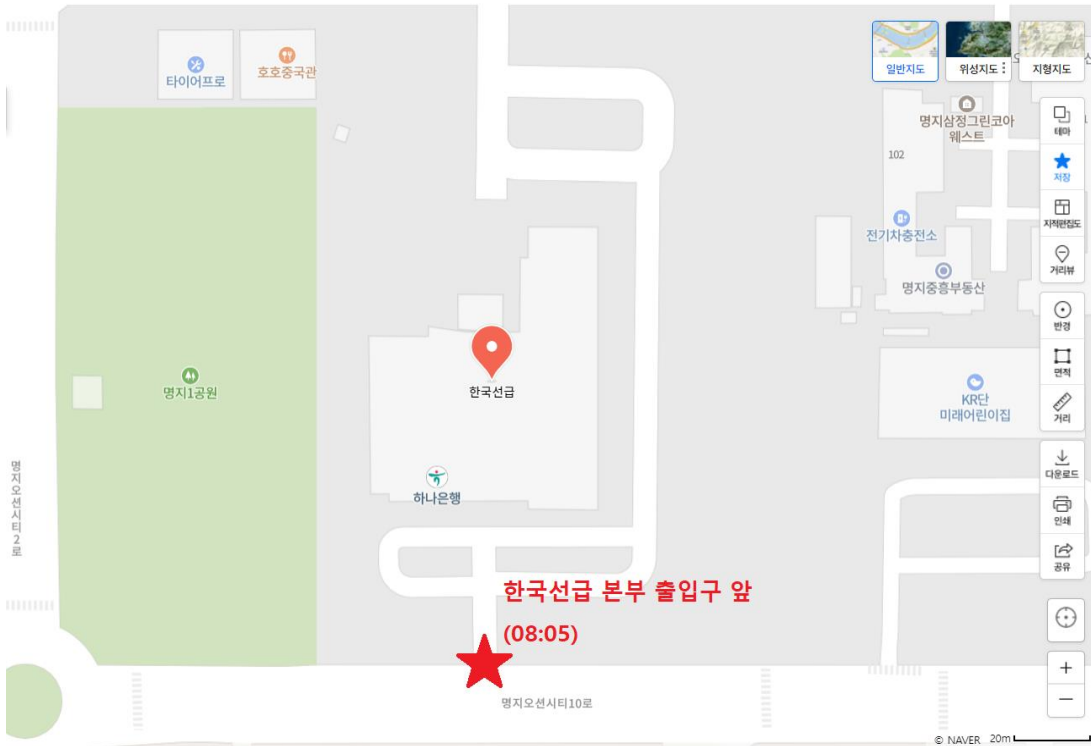 타이어프로
호호중국관
일반지도
위성지도
지형지도
명지삼정그린코아
웨스트
102
전기차충전소
명지중흥부동산
KR단
미래어린이집
명지1공원
한국선급
하나은행
명지오션시티2로
한국선급 본부 출입구 앞
(08:05)
명지오션시티10로
테마
저장
지적편집도
거리뷰
반경
면적
거리
다운로드
인쇄
공유
© NAVER 20m